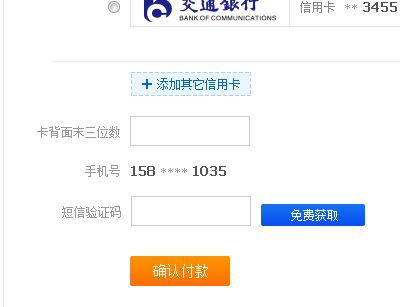 交通银行
BANK OF COMMUNICATIONS
信用卡 ** 3455
+ 添加其它信用卡
卡背面末三位数
手机号 158 **** 1035
短信验证码 免费获取
确认付款